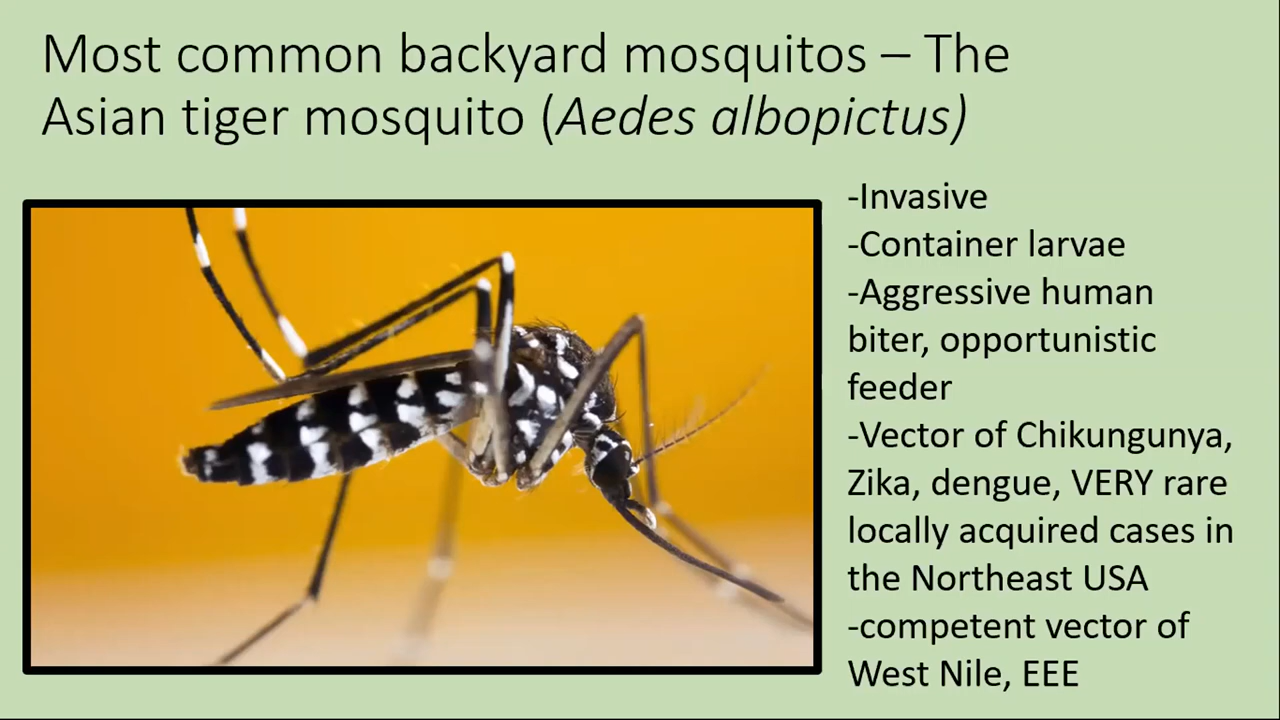 Most common backyard mosquitos – The
Asian tiger mosquito (Aedes albopictus)
-Invasive
-Container larvae
-Aggressive human
biter, opportunistic
feeder
-Vector of Chikungunya,
Zika, dengue, VERY rare
locally acquired cases in
the Northeast USA
-competent vector of
West Nile, EEE